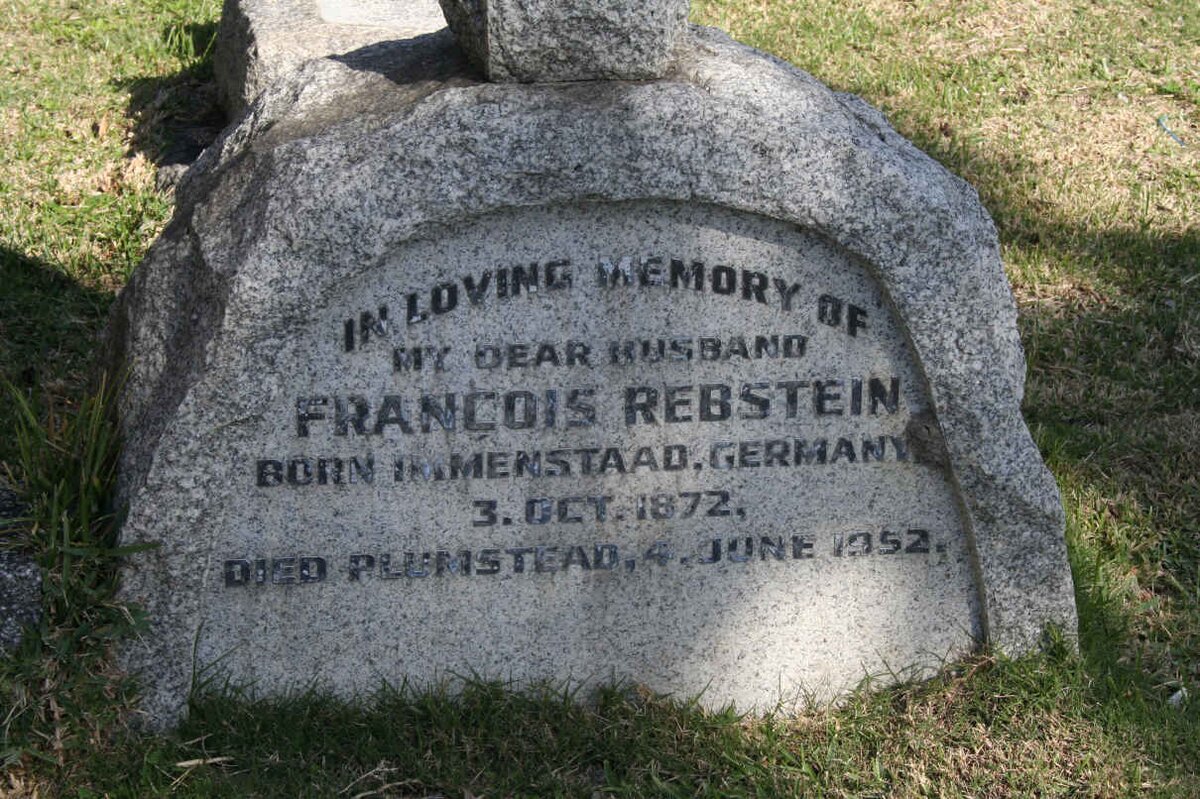 IN LOVING MEMORY OF
MY DEAR HUSBAND
FRANCOIS REBSTEIN
BORN IMMENSTAAD, GERMANY
3. OCT. 1872,
DIED PLUMSTEAD, 4. JUNE 1952.